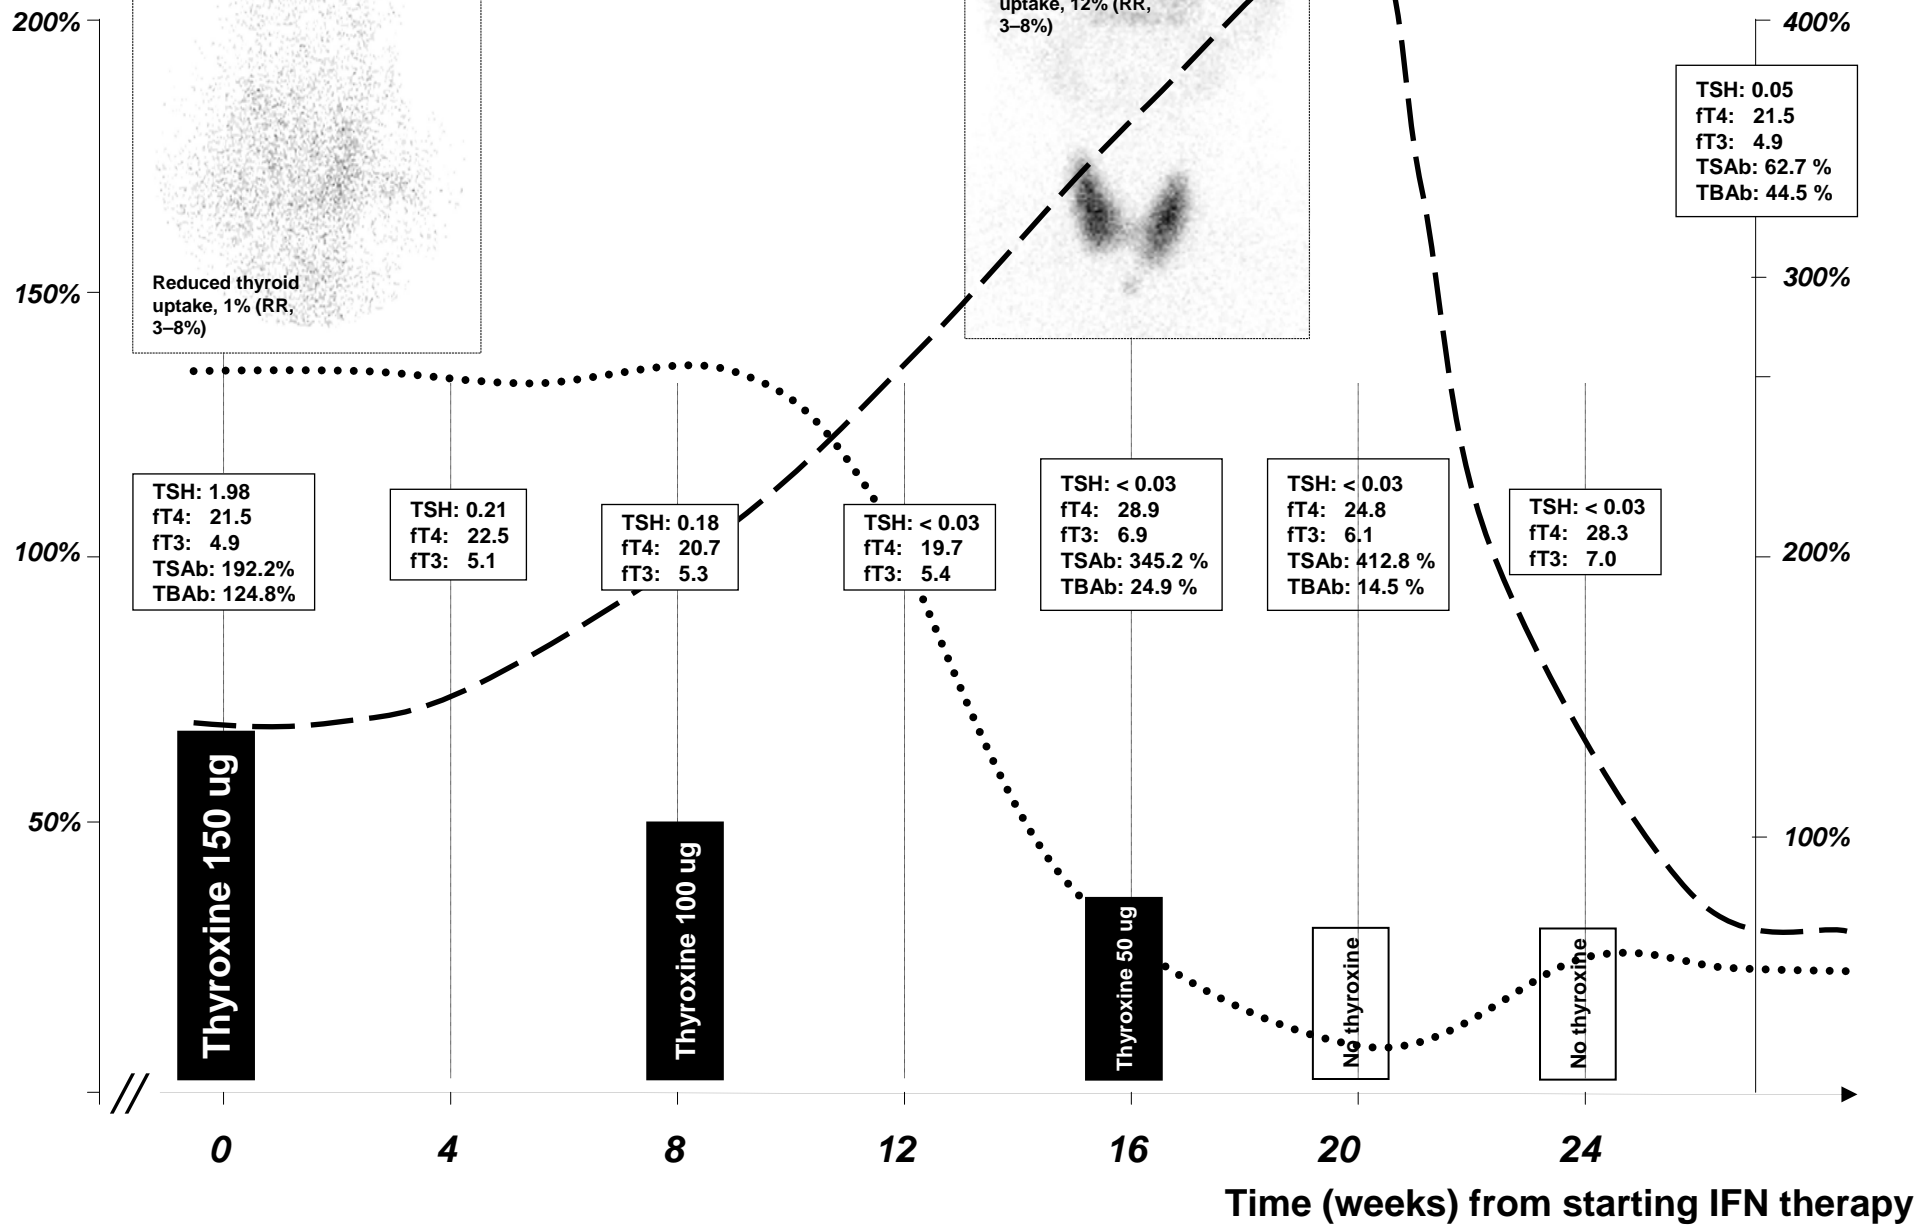 200%
uptake, 12% (RR,
3–8%)
400%
TSH: 0.05
fT4: 21.5
fT3: 4.9
TSAb: 62.7 %
TBAb: 44.5 %
Reduced thyroid
uptake, 1% (RR,
3–8%)
150%
300%
TSH: 1.98
fT4: 21.5
fT3: 4.9
TSAb: 192.2%
TBAb: 124.8%
TSH: 0.21
fT4: 22.5
fT3: 5.1
TSH: 0.18
fT4: 20.7
fT3: 5.3
TSH: < 0.03
fT4: 19.7
fT3: 5.4
TSH: < 0.03
fT4: 28.9
fT3: 6.9
TSAb: 345.2 %
TBAb: 24.9 %
TSH: < 0.03
fT4: 24.8
fT3: 6.1
TSAb: 412.8 %
TBAb: 14.5 %
TSH: < 0.03
fT4: 28.3
fT3: 7.0
100%
200%
50%
100%
Thyroxine 150 ug
Thyroxine 100 ug
Thyroxine 50 ug
No thyroxine
No thyroxine
0 4 8 12 16 20 24
Time (weeks) from starting IFN therapy